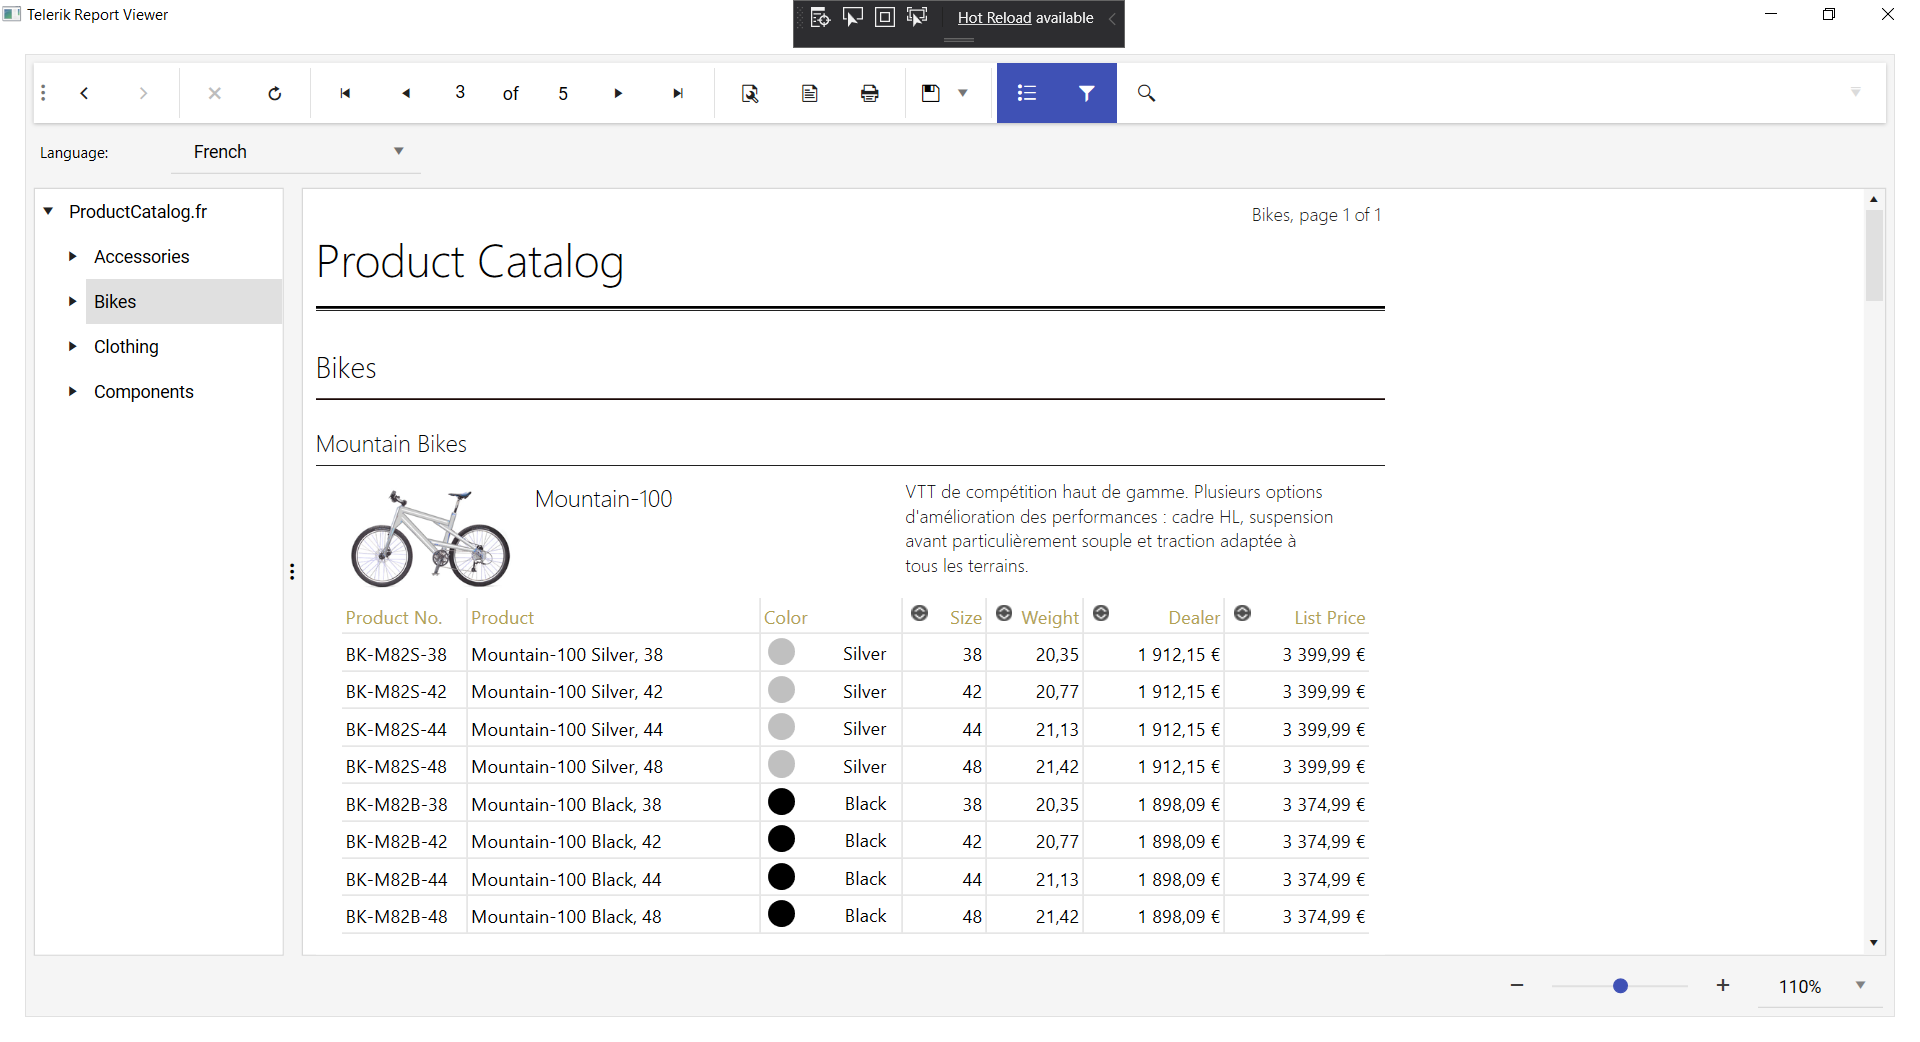 Telerik Report Viewer
Hot Reload available
3 of 5
Language: French
ProductCatalog.fr
Accessories
Bikes
Clothing
Components
Bikes, page 1 of 1
Product Catalog
Bikes
Mountain Bikes
Mountain-100
VTT de compétition haut de gamme. Plusieurs options
d'amélioration des performances : cadre HL, suspension
avant particulièrement souple et traction adaptée à
tous les terrains.
Product No. Product Color Size Weight Dealer List Price
BK-M82S-38 Mountain-100 Silver, 38 Silver 38 20,35 1 912,15 € 3 399,99 €
BK-M82S-42 Mountain-100 Silver, 42 Silver 42 20,77 1 912,15 € 3 399,99 €
BK-M82S-44 Mountain-100 Silver, 44 Silver 44 21,13 1 912,15 € 3 399,99 €
BK-M82S-48 Mountain-100 Silver, 48 Silver 48 21,42 1 912,15 € 3 399,99 €
BK-M82B-38 Mountain-100 Black, 38 Black 38 20,35 1 898,09 € 3 374,99 €
BK-M82B-42 Mountain-100 Black, 42 Black 42 20,77 1 898,09 € 3 374,99 €
BK-M82B-44 Mountain-100 Black, 44 Black 44 21,13 1 898,09 € 3 374,99 €
BK-M82B-48 Mountain-100 Black, 48 Black 48 21,42 1 898,09 € 3 374,99 €
110%